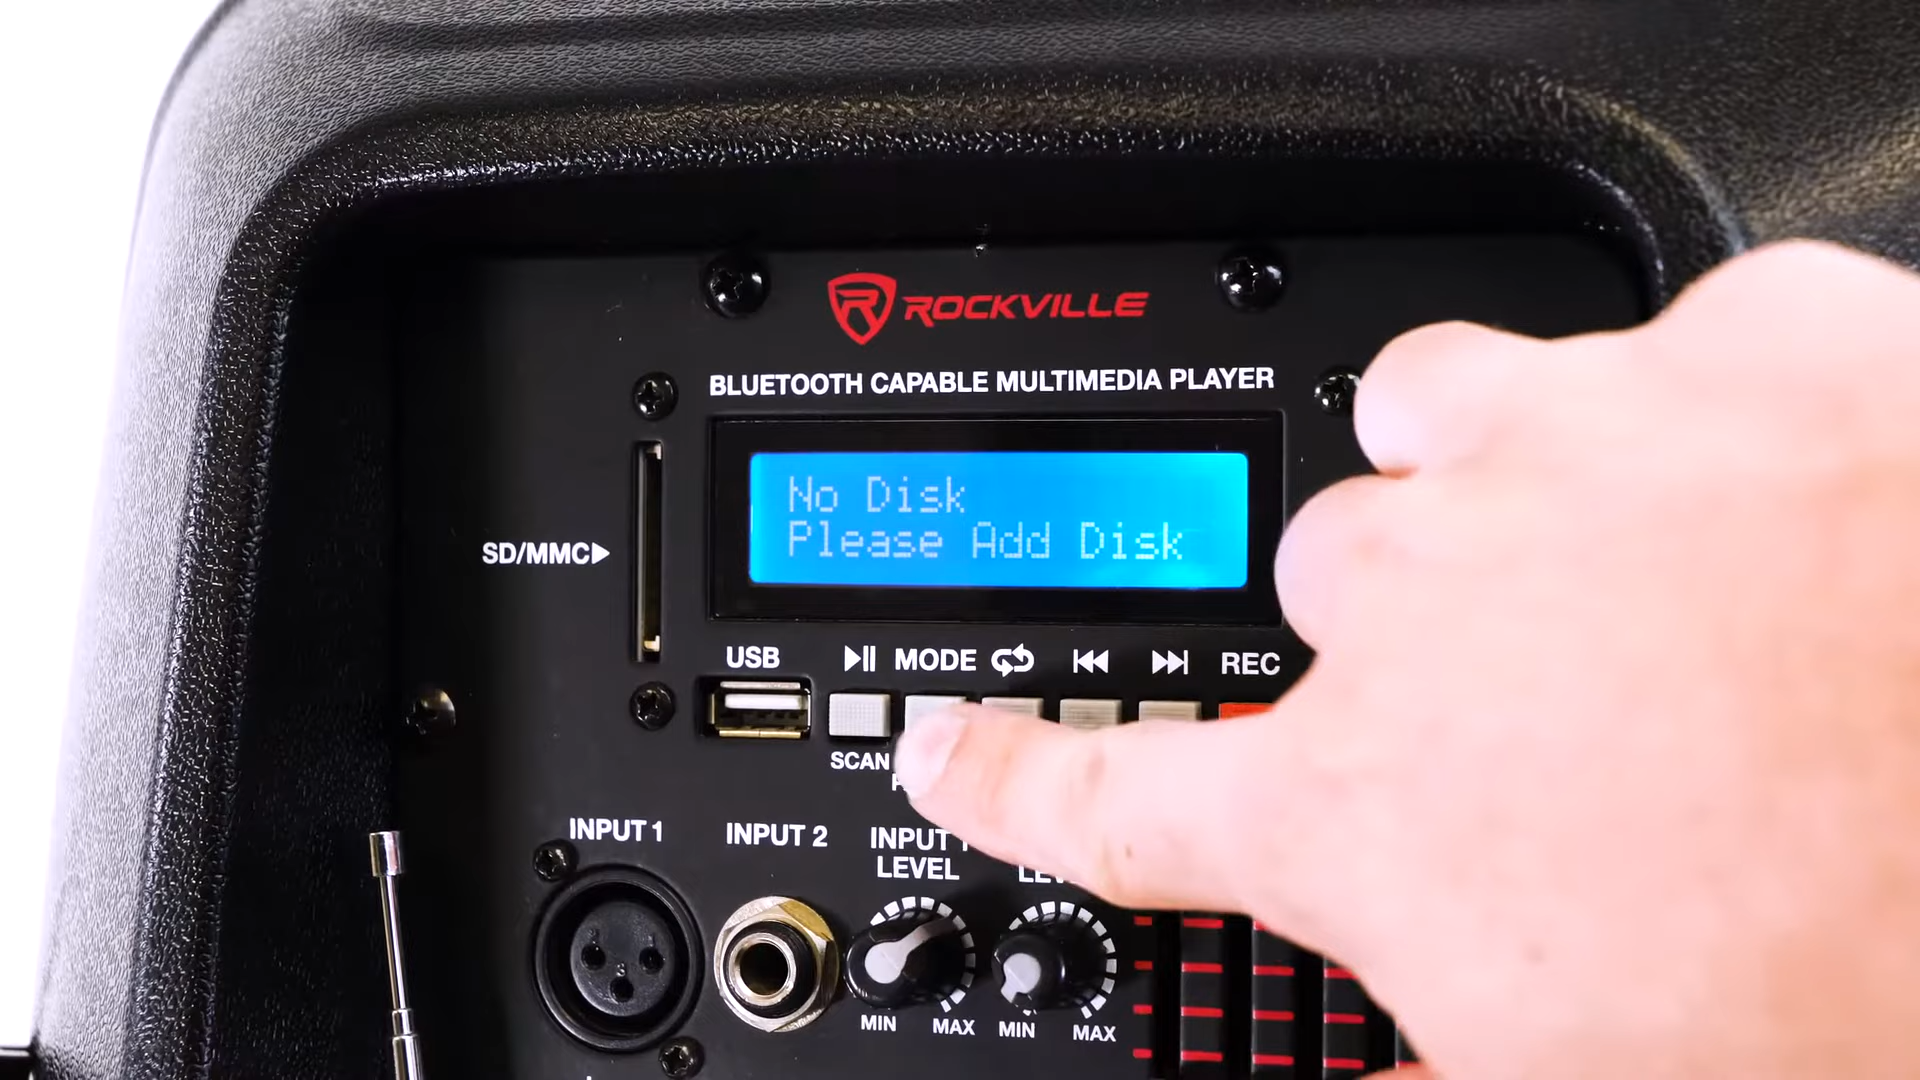 ROCKVILLE
BLUETOOTH CAPABLE MULTIMEDIA PLAYER
No Disk
Please Add Disk
SD/MMC
USB
MODE
REC
SCAN
INPUT 1
INPUT 2
INPUT
LEVEL
MIN
MAX
MIN
MAX